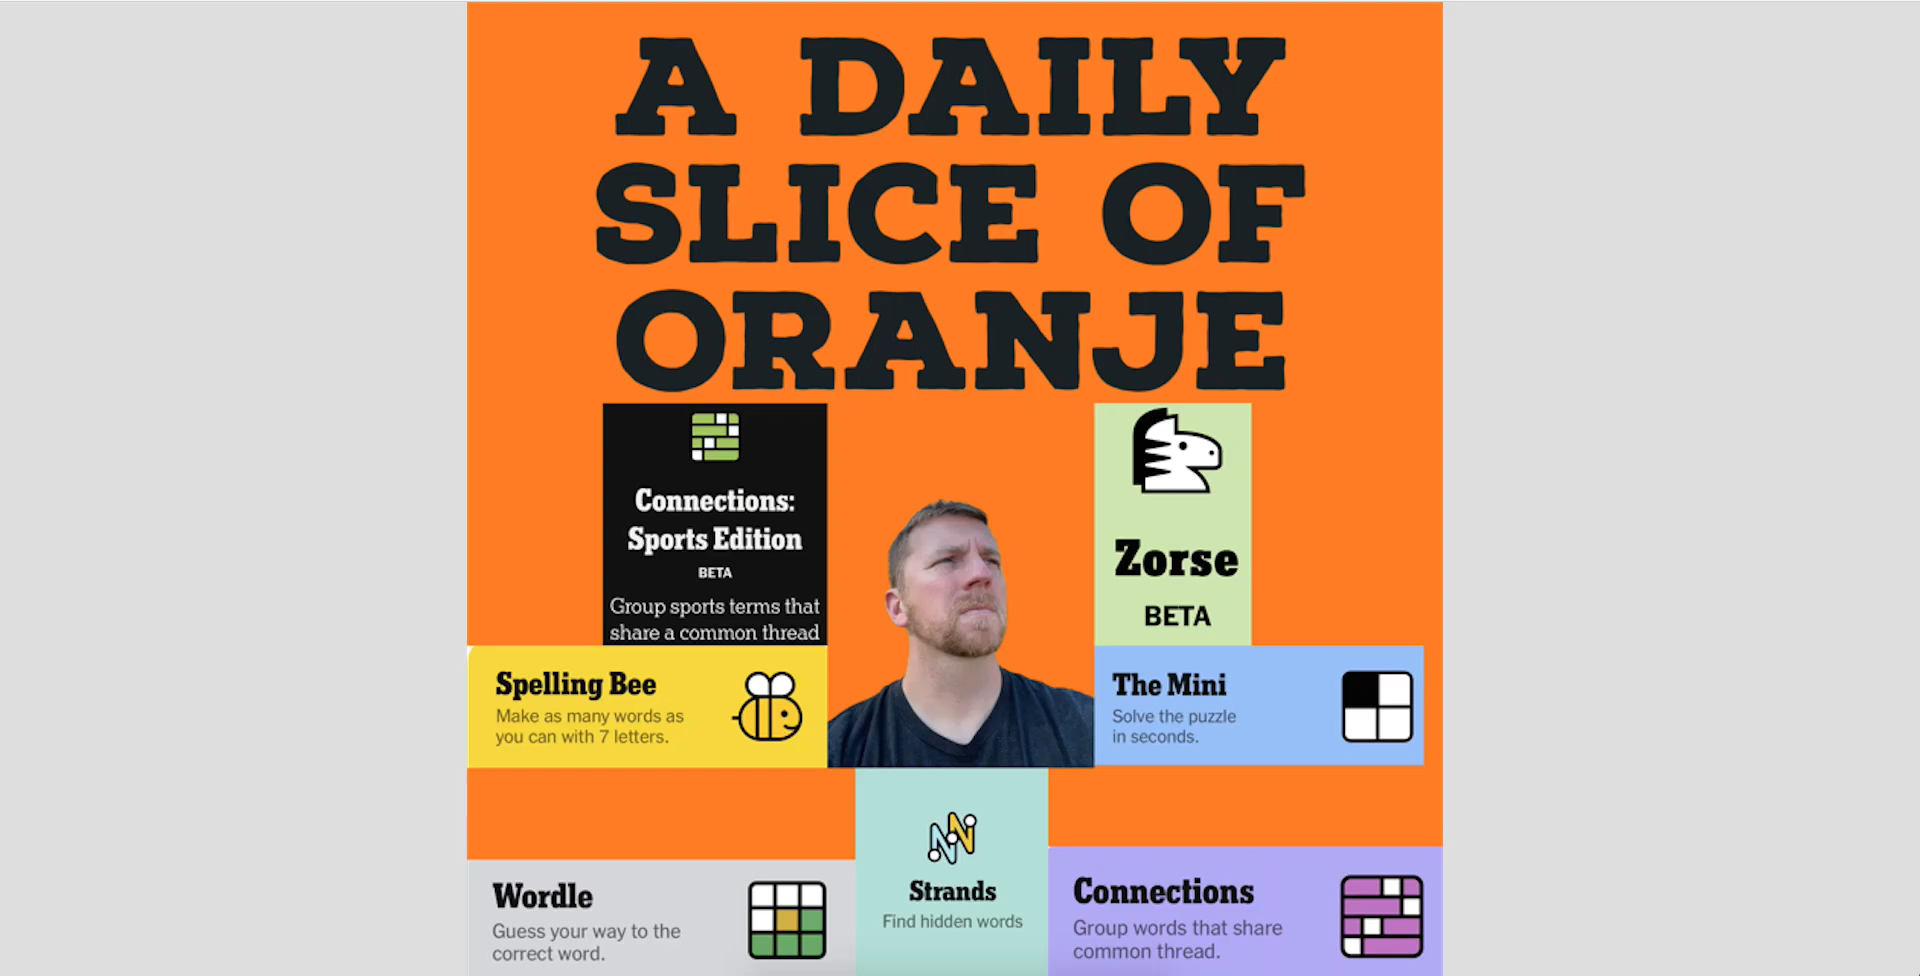 A DAILY
SLICE OF
ORANJE
Connections:
Sports Edition
BETA
Group sports terms that
share a common thread
Zorse
BETA
Spelling Bee
Make as many words as
you can with 7 letters.
The Mini
Solve the puzzle
in seconds.
Wordle
Guess your way to the
correct word.
Strands
Find hidden words
Connections
Group words that share
common thread.